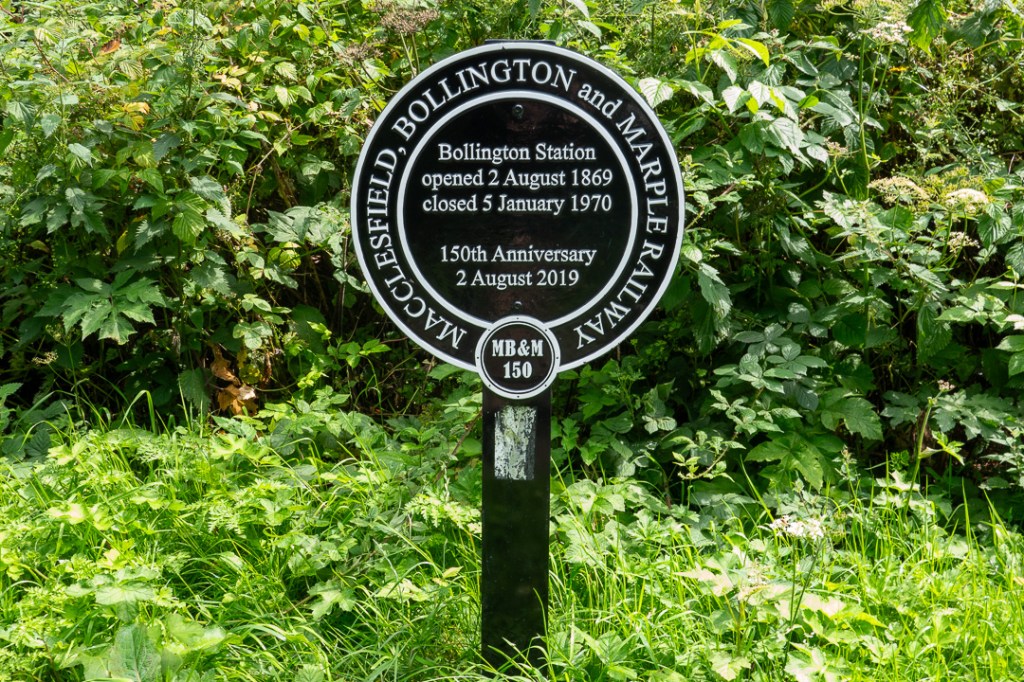 MACCLESFIELD, BOLLINGTON and MARPLE RAILWAY
Bollington Station
opened 2 August 1869
closed 5 January 1970
150th Anniversary
2 August 2019
MB&M
150